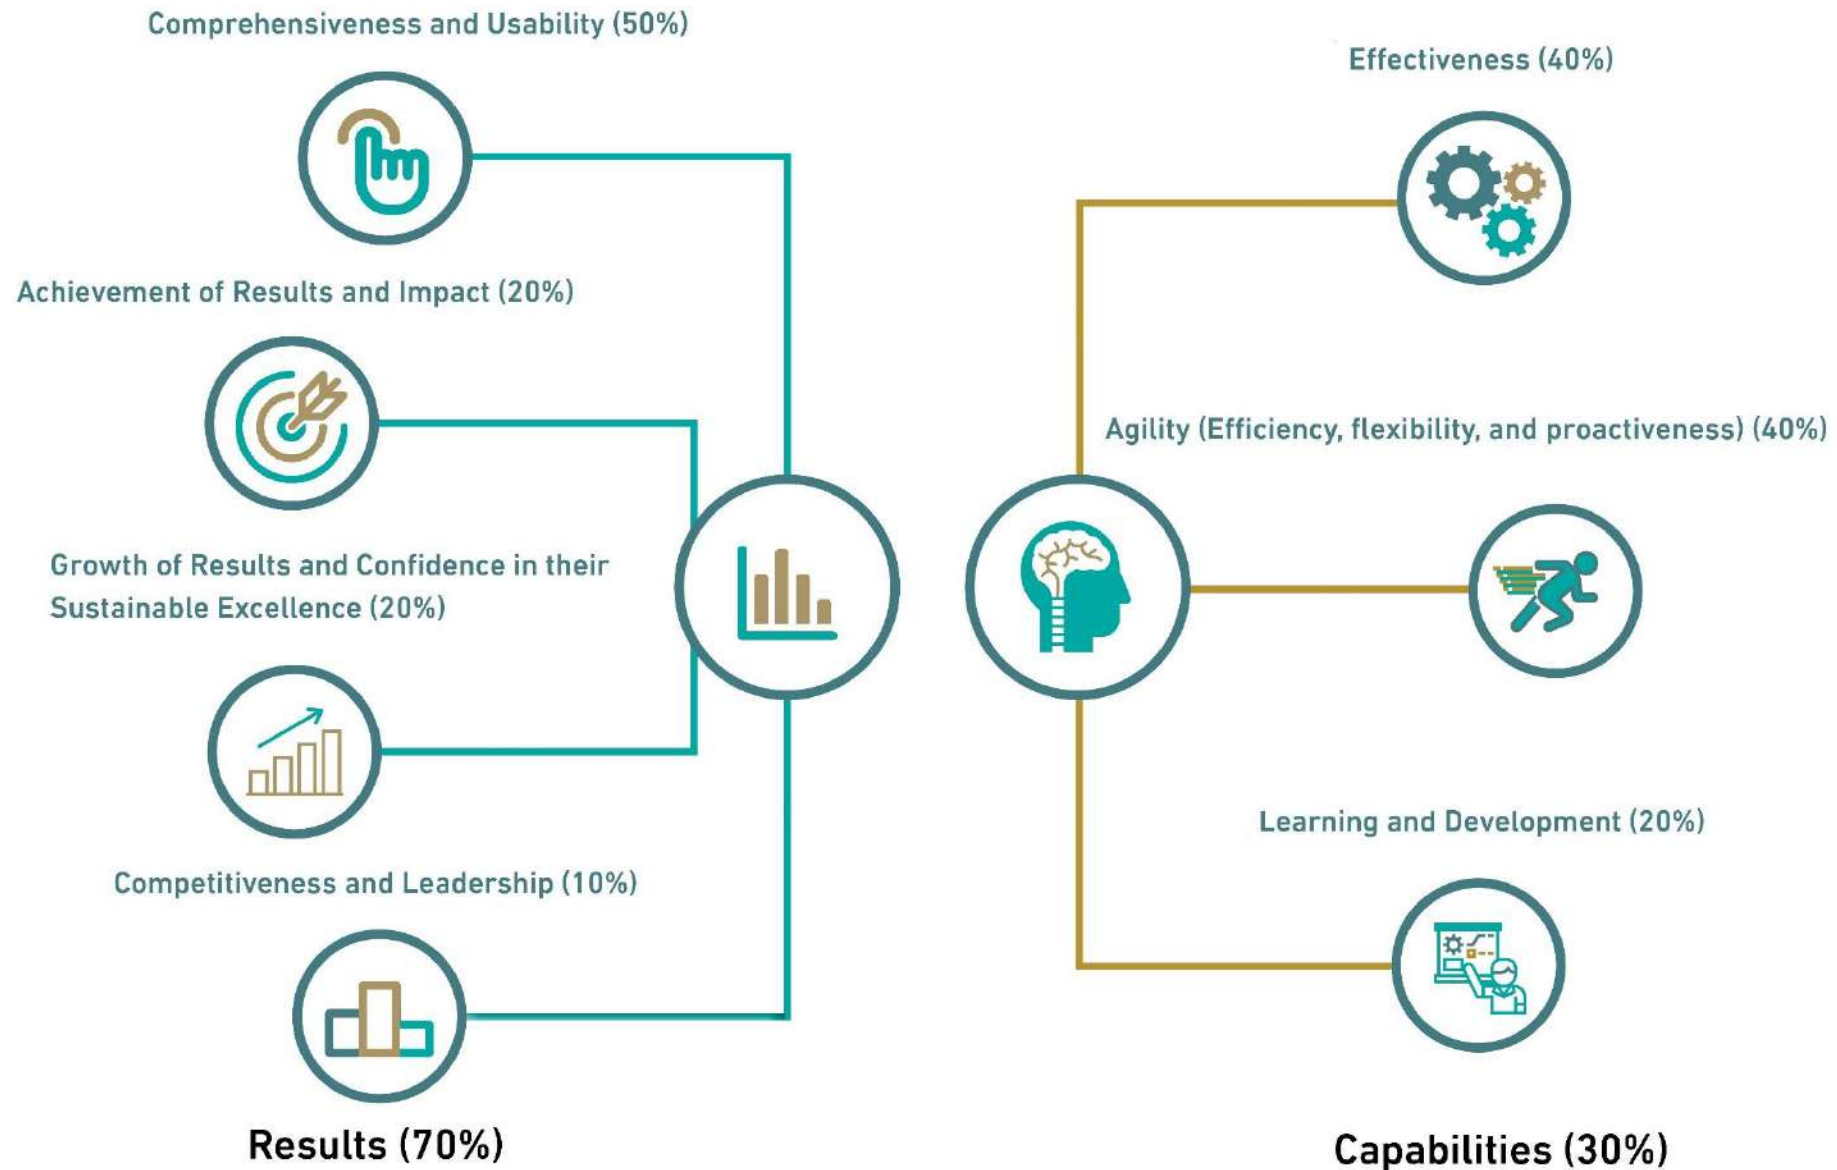 Comprehensiveness and Usability (50%)
Achievement of Results and Impact (20%)
Growth of Results and Confidence in their
Sustainable Excellence (20%)
Competitiveness and Leadership (10%)
Results (70%)
Effectiveness (40%)
Agility (Efficiency, flexibility, and proactiveness) (40%)
Learning and Development (20%)
Capabilities (30%)